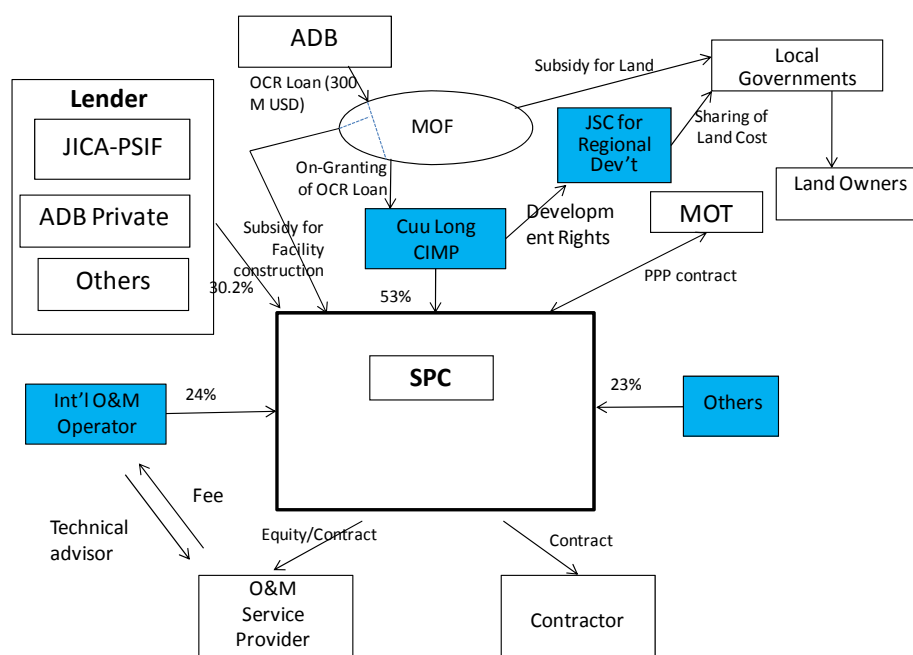 ADB
OCR Loan (300
M USD)
MOF
Subsidy for Land
Local
Governments
Lender
JICA-PSIF
ADB Private
Others
JSC for
Regional
Dev't
Sharing of
Land Cost
On-Granting
of OCR Loan
Land Owners
MOT
Cuu Long
CIMP
Developm
ent Rights
Subsidy for
Facility
construction
30.2%
53%
PPP contract
SPC
Int'l O&M
Operator
24%
23%
Others
Fee
Technical
advisor
Equity/Contract
Contract
O&M
Service
Provider
Contractor